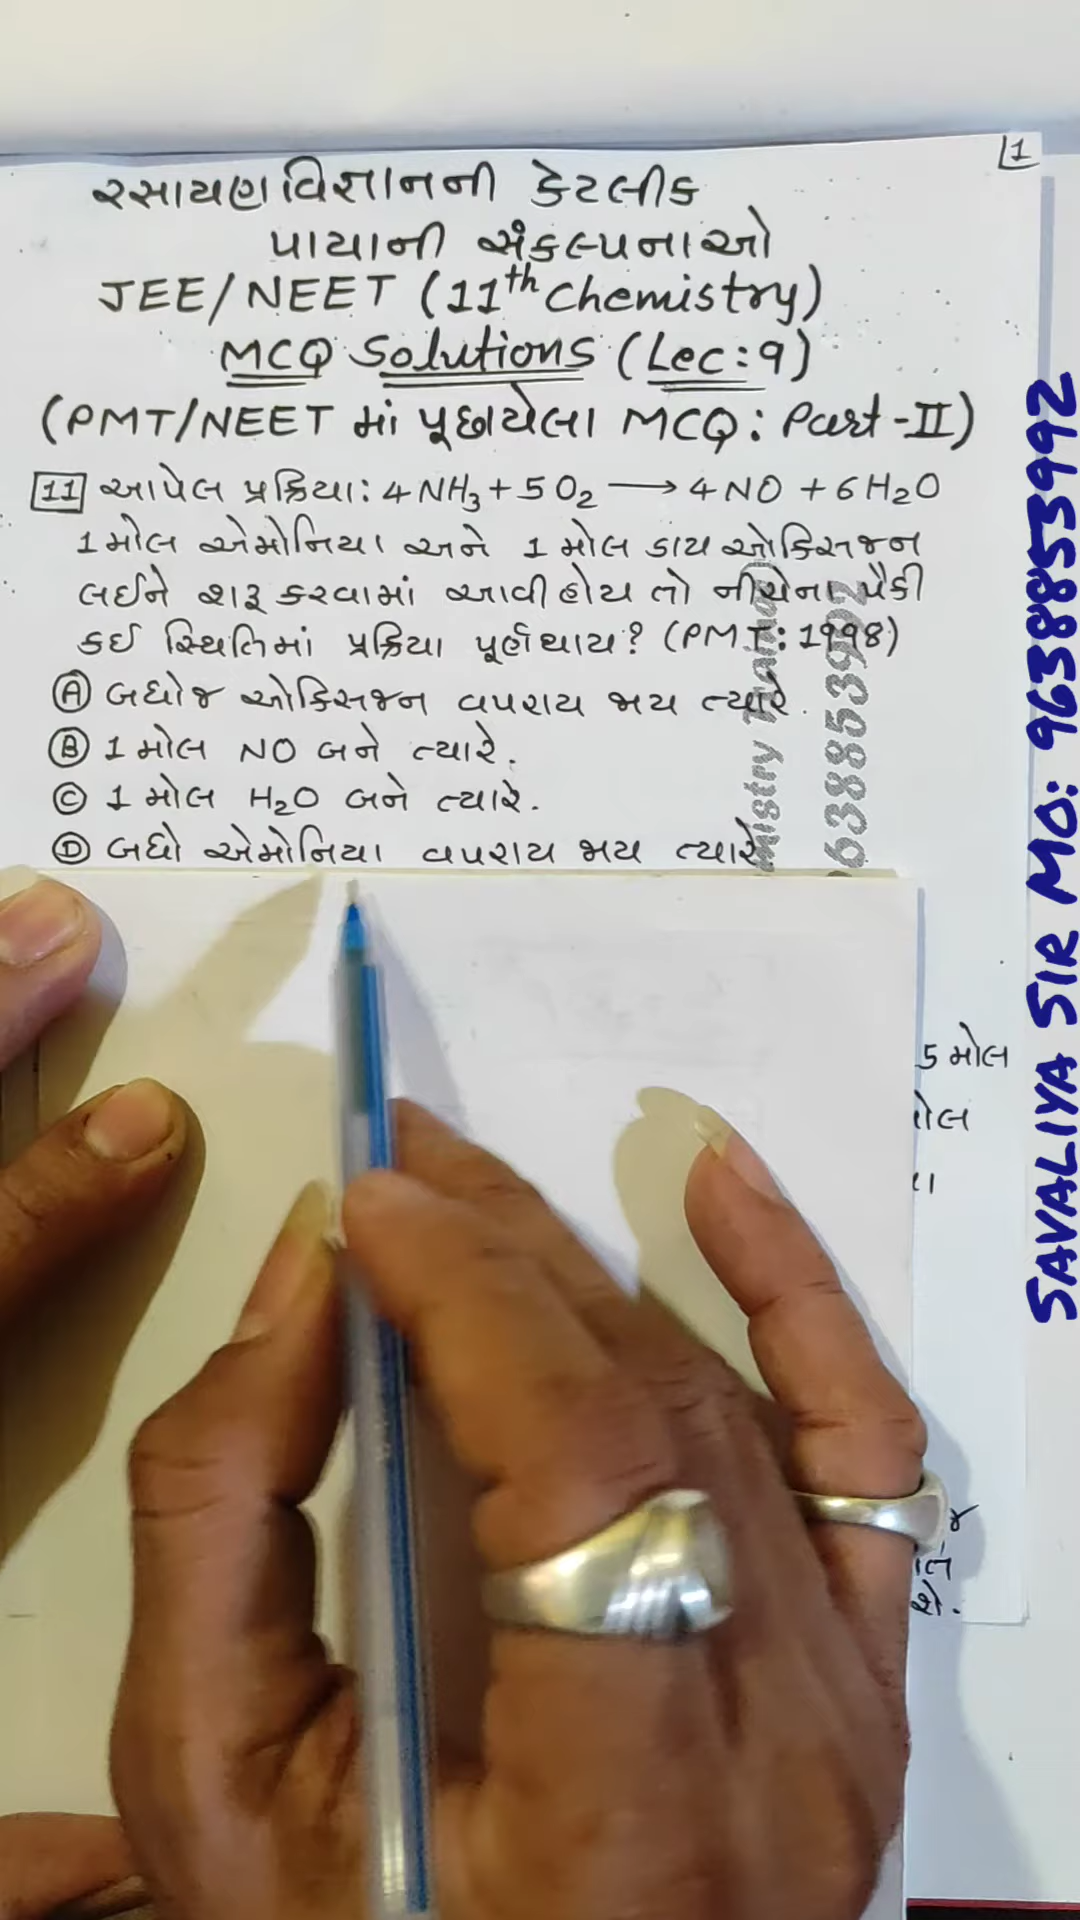 1
રસાયણવિજ્ઞાનની કેટલીક
પાયાની સંકલ્પનાઓ
JEE/NEET (11th Chemistry)
MCQ Solutions (Lec:9)
(PMT/NEET માં પૂછાયેલા MCQ: Part-II)
11 આપેલ પ્રક્રિયા: 4NH3+5O2 → 4NO +6H2O
1 મોલ એમોનિયા અને 1 મોલ ડાય ઓક્સિજન
લઈને શરૂ કરવામાં આવી હોય તો નીચેના પૈકી
કઈ સ્થિતિમાં પ્રક્રિયા પૂર્ણ થાય? (PMT: 1998)
A બધોજ ઓક્સિજન વપરાય જાય ત્યારે.
B 1 મોલ NO બને ત્યારે.
C 1 મોલ H2O બને ત્યારે.
D બધો એમોનિયા વપરાય જાય ત્યારે
5 મોલ
SAVALIYA SIR MO: 9638853992